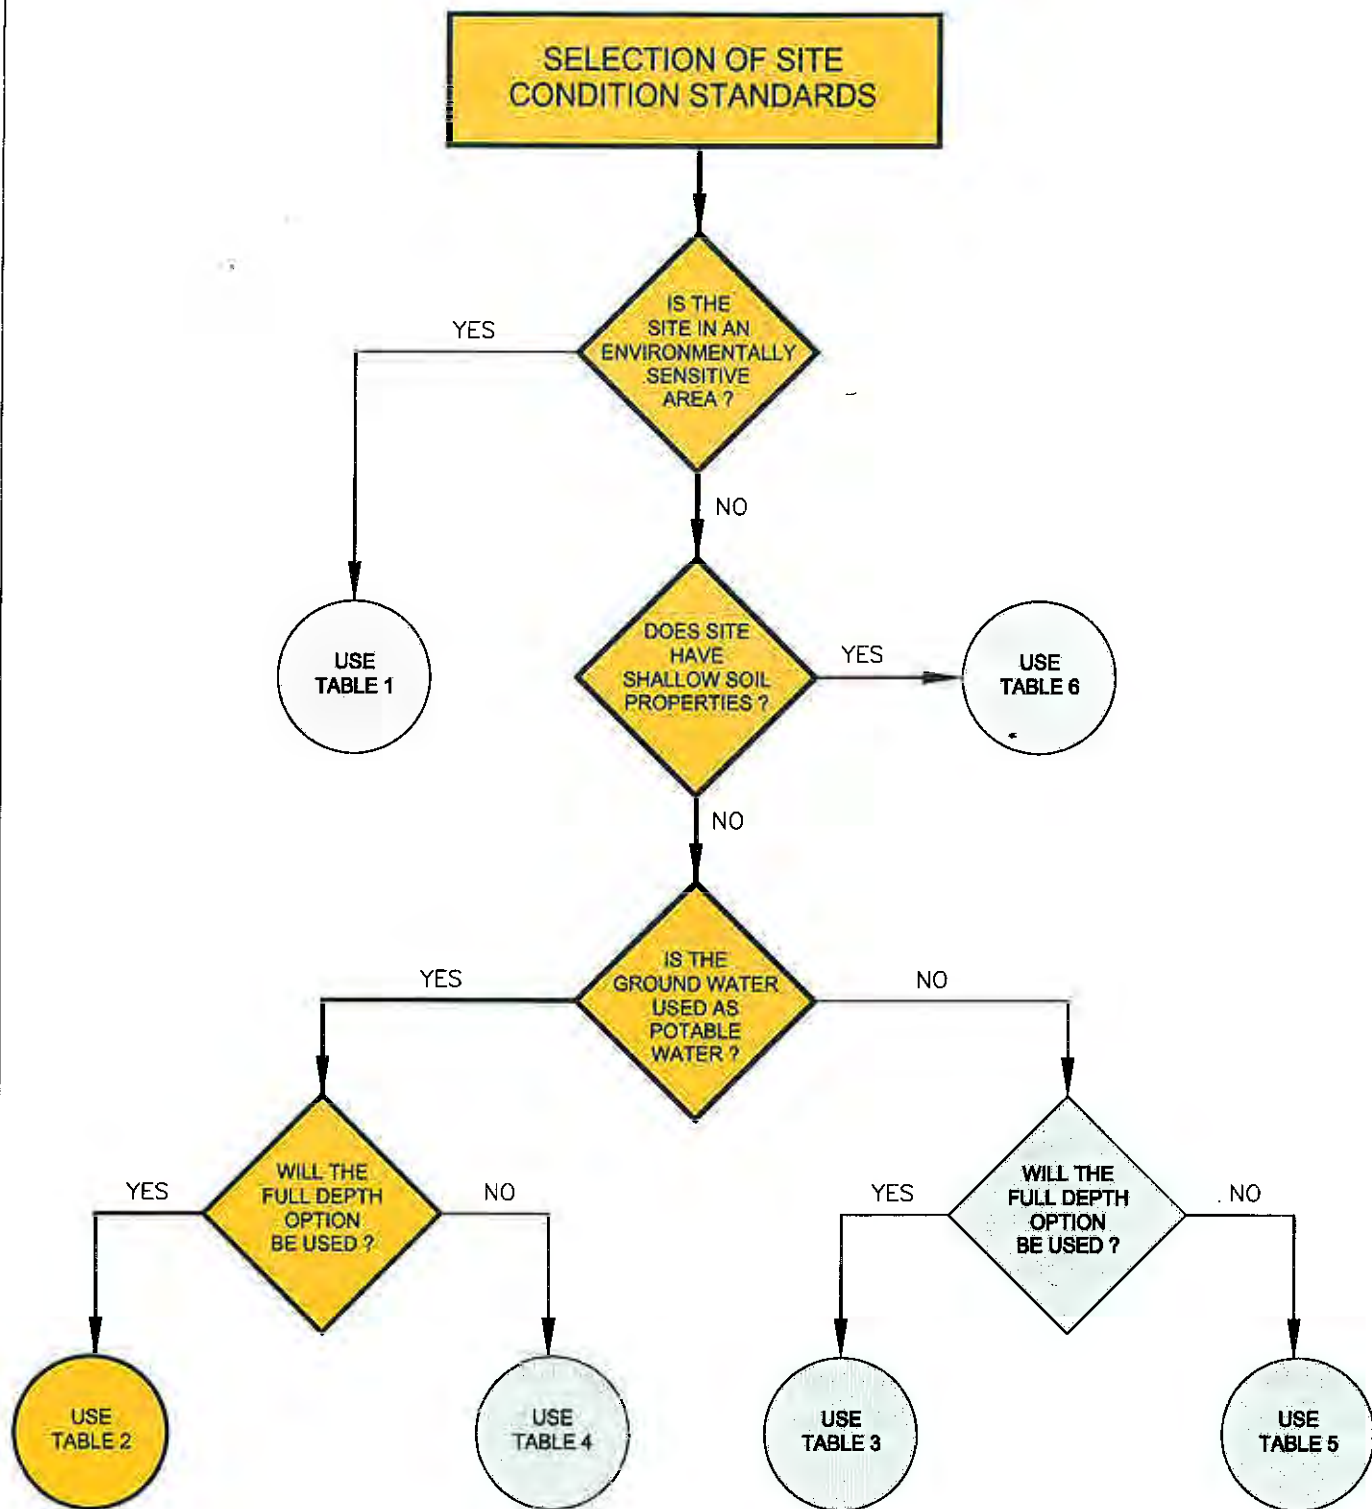 SELECTION OF SITE
CONDITION STANDARDS
IS THE
SITE IN AN
ENVIRONMENTALLY
SENSITIVE
AREA ?
YES
NO
USE
TABLE 1
DOES SITE
HAVE
SHALLOW SOIL
PROPERTIES ?
YES
USE
TABLE 6
NO
IS THE
GROUND WATER
USED AS
POTABLE
WATER ?
YES
NO
WILL THE
FULL DEPTH
OPTION
BE USED ?
YES
NO
WILL THE
FULL DEPTH
OPTION
BE USED ?
YES
NO
USE
TABLE 2
USE
TABLE 4
USE
TABLE 3
USE
TABLE 5